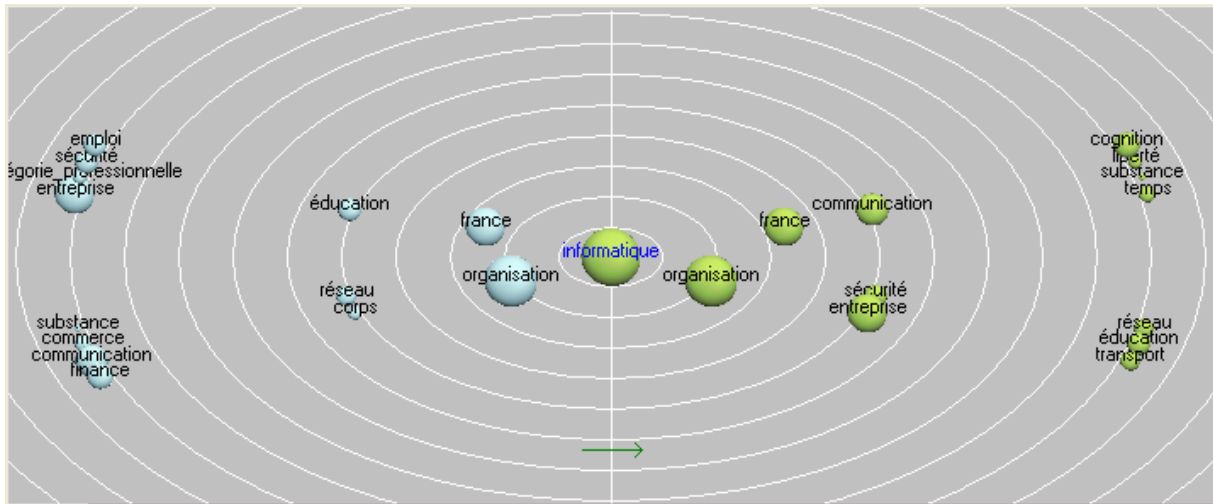 emploi
sécurité
égorie_professionnelle
entreprise
éducation
france
organisation
réseau
corps
substance
commerce
communication
finance
informatique
france
communication
organisation
sécurité
entreprise
cognition
liberté
substance
temps
réseau
éducation
transport